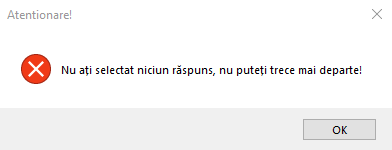 Atentionare!
Nu ați selectat niciun răspuns, nu puteți trece mai departe!
OK